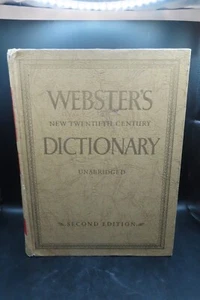 WEBSTER'S
NEW TWENTIETH CENTURY
DICTIONARY
UNABRIDGED
SECOND EDITION